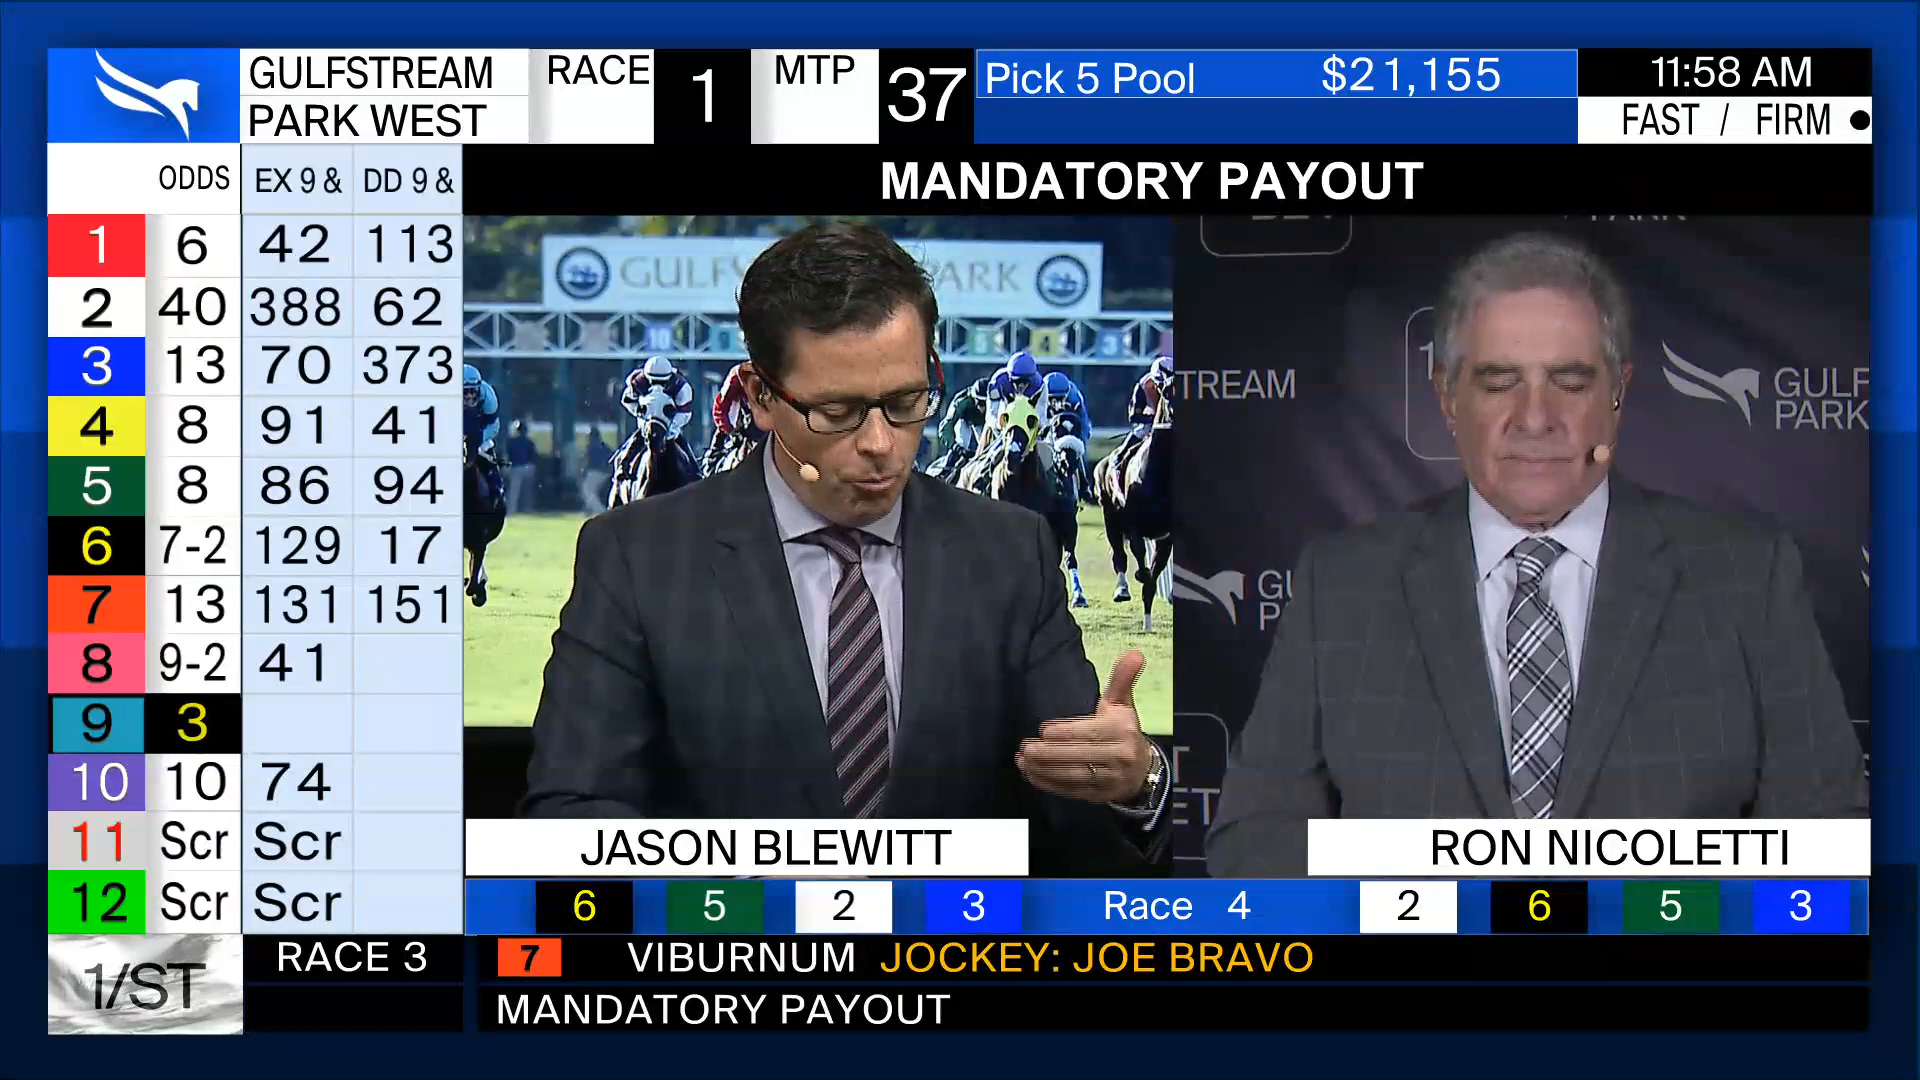 GULFSTREAM
PARK WEST
RACE 1 MTP 37
Pick 5 Pool $21,155
11:58 AM
FAST / FIRM
MANDATORY PAYOUT
ODDS EX 9 & DD 9 &
1 6 42 113
2 40 388 62
3 13 70 373
4 8 91 41
5 8 86 94
6 7-2 129 17
7 13 131 151
8 9-2 41
9 3
10 10 74
11 Scr Scr
12 Scr Scr
PARK
TREAM
GULF
PARK
JASON BLEWITT
RON NICOLETTI
6 5 2 3 Race 4 2 6 5 3
1/ST
RACE 3
7 VIBURNUM JOCKEY: JOE BRAVO
MANDATORY PAYOUT